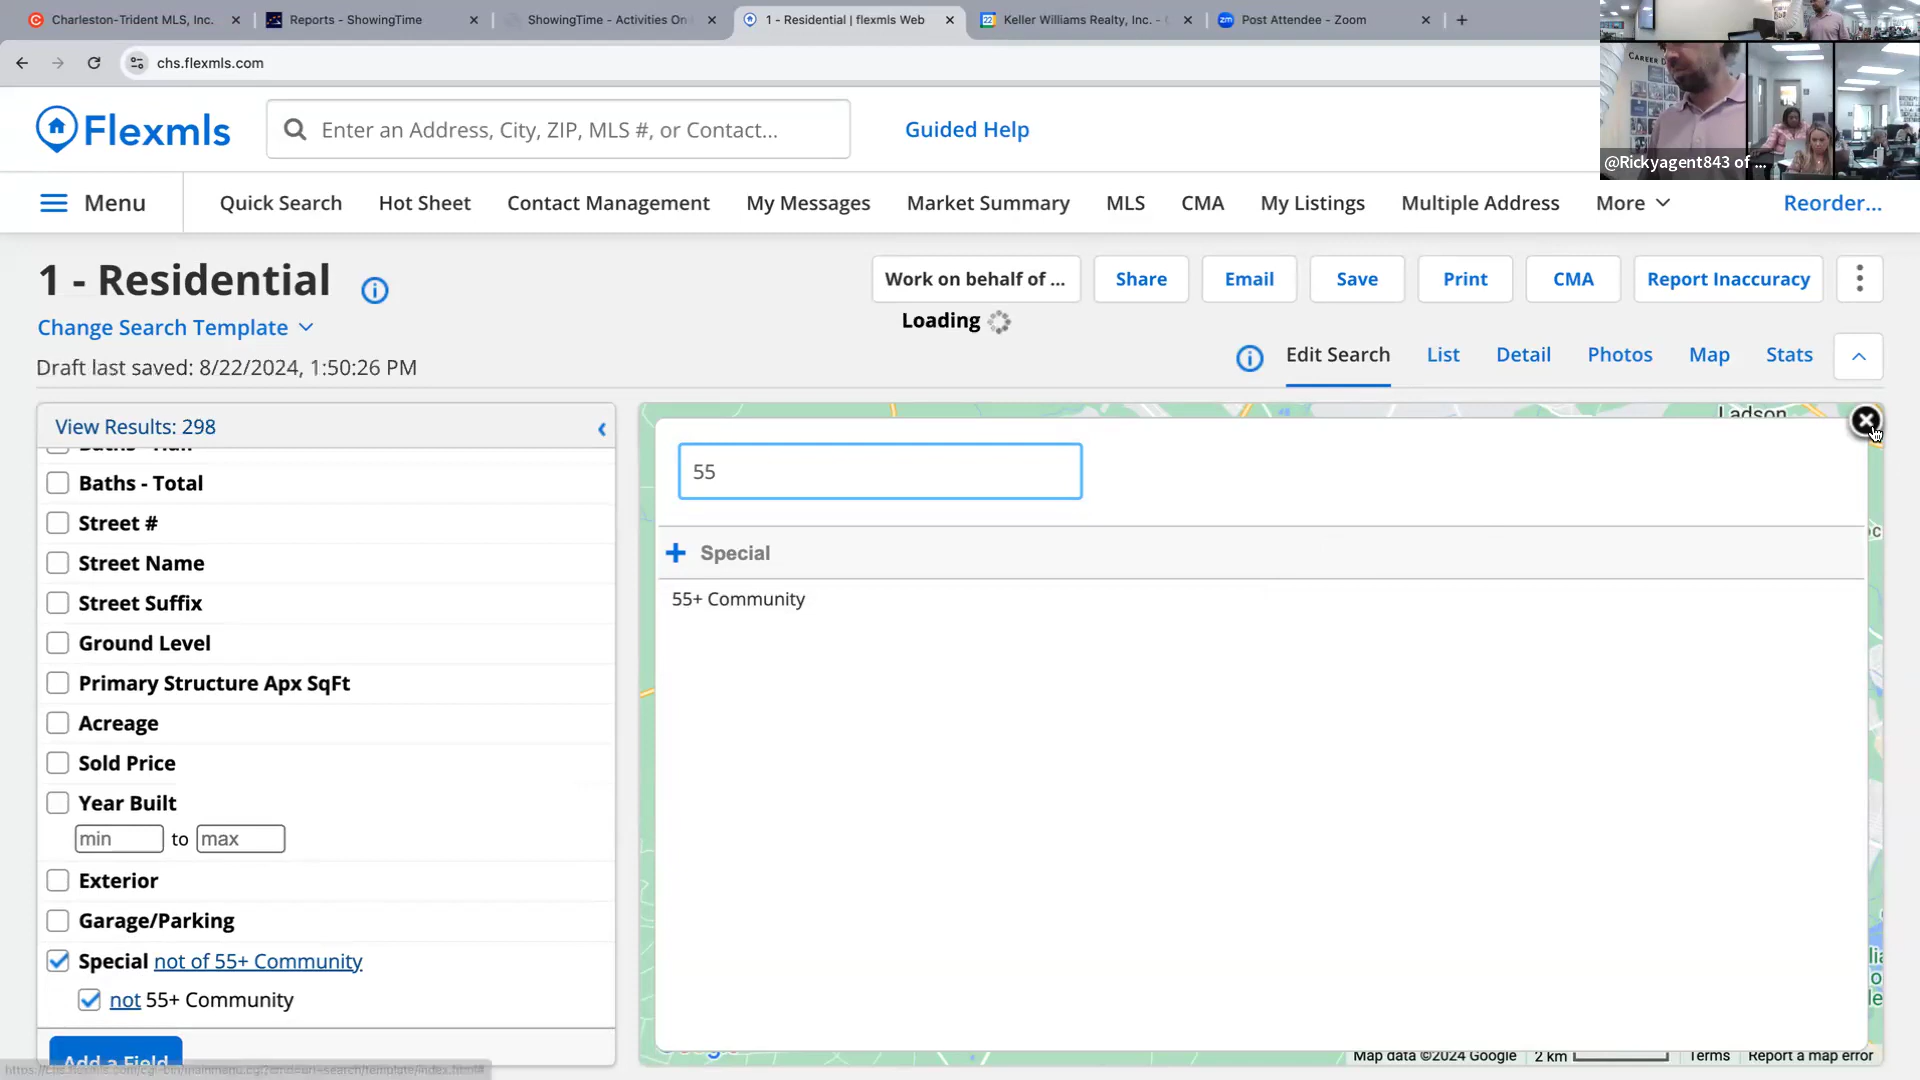 Charleston-Trident MLS, Inc.
Reports - ShowingTime
ShowingTime - Activities On
1 - Residential | flexmls Web
22
Keller Williams Realty, Inc. -
zm
Post Attendee - Zoom
chs.flexmls.com
CAREER
@Rickyagent843 of ...
Flexmls
Enter an Address, City, ZIP, MLS #, or Contact...
Guided Help
Menu
Quick Search
Hot Sheet
Contact Management
My Messages
Market Summary
MLS
CMA
My Listings
Multiple Address
More
Reorder...
1 - Residential
Work on behalf of ...
Share
Email
Save
Print
CMA
Report Inaccuracy
Change Search Template
Loading
Draft last saved: 8/22/2024, 1:50:26 PM
Edit Search
List
Detail
Photos
Map
Stats
View Results: 298
Ladson
Baths - Total
Street #
Street Name
Street Suffix
Ground Level
Primary Structure Apx SqFt
Acreage
Sold Price
Year Built
min to max
Exterior
Garage/Parking
Special not of 55+ Community
not 55+ Community
Add a Field
55
Special
55+ Community
Map data ©2024 Google
2 km
Terms
Report a map error